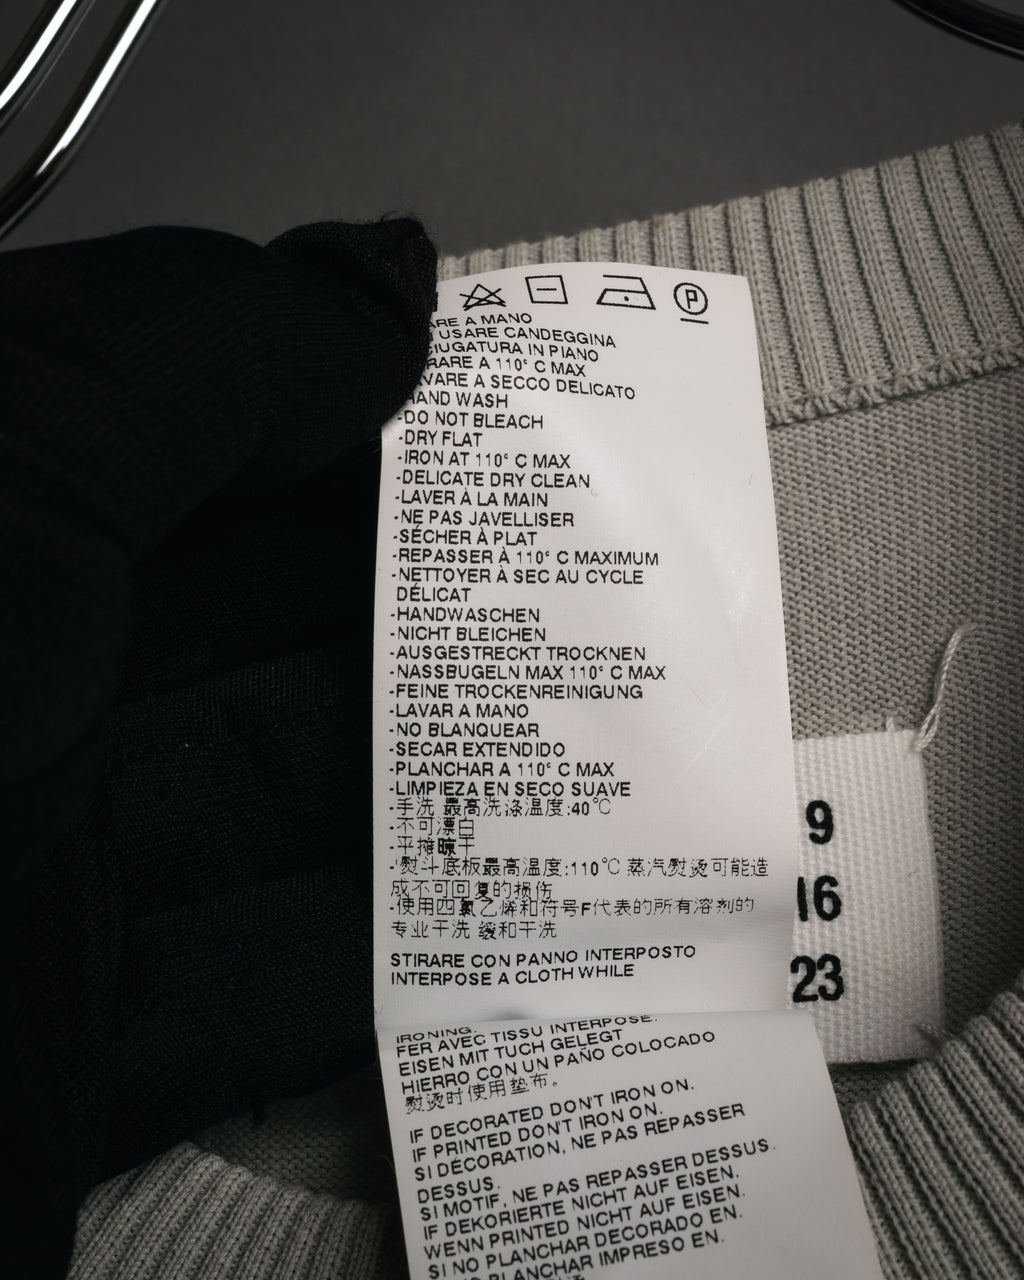 P
ARE A MANO
USARE CANDEGGINA
CIUGATURA IN PIANO
RARE A 110° C MAX
AVARE A SECCO DELICATO
HAND WASH
-DO NOT BLEACH
-DRY FLAT
-IRON AT 110° C MAX
-DELICATE DRY CLEAN
-LAVER À LA MAIN
-NE PAS JAVELLISER
-SÉCHER À PLAT
-REPASSER À 110° C MAXIMUM
-NETTOYER À SEC AU CYCLE
DÉLICAT
-HANDWASCHEN
-NICHT BLEICHEN
-AUSGESTRECKT TROCKNEN
-NASSBUGELN MAX 110° C MAX
-FEINE TROCKENREINIGUNG
-LAVAR A MANO
-NO BLANQUEAR
-SECAR EXTENDIDO
-PLANCHAR A 110° C MAX
-LIMPIEZA EN SECO SUAVE
-手洗 最高洗涤温度:40℃
-不可漂白
-平摊晾干
-熨斗底板最高温度:110℃ 蒸汽熨烫可能造
成不可回复的损伤
-使用四氯乙烯和符号F代表的所有溶剂的
专业干洗 缓和干洗
STIRARE CON PANNO INTERPOSTO
INTERPOSE A CLOTH WHILE
IRONING.
FER AVEC TISSU INTERPOSE.
EISEN MIT TUCH GELEGT
HIERRO CON UN PAÑO COLOCADO
熨烫时使用垫布。
IF DECORATED DON'T IRON ON.
IF PRINTED DON'T IRON ON.
SI DÉCORATION, NE PAS REPASSER
DESSUS.
SI MOTIF, NE PAS REPASSER DESSUS.
IF DEKORIERTE NICHT AUF EISEN.
WENN PRINTED NICHT AUF EISEN.
SI NO PLANCHAR DECORADO EN.
NO PLANCHAR IMPRESO EN.
9
16
23